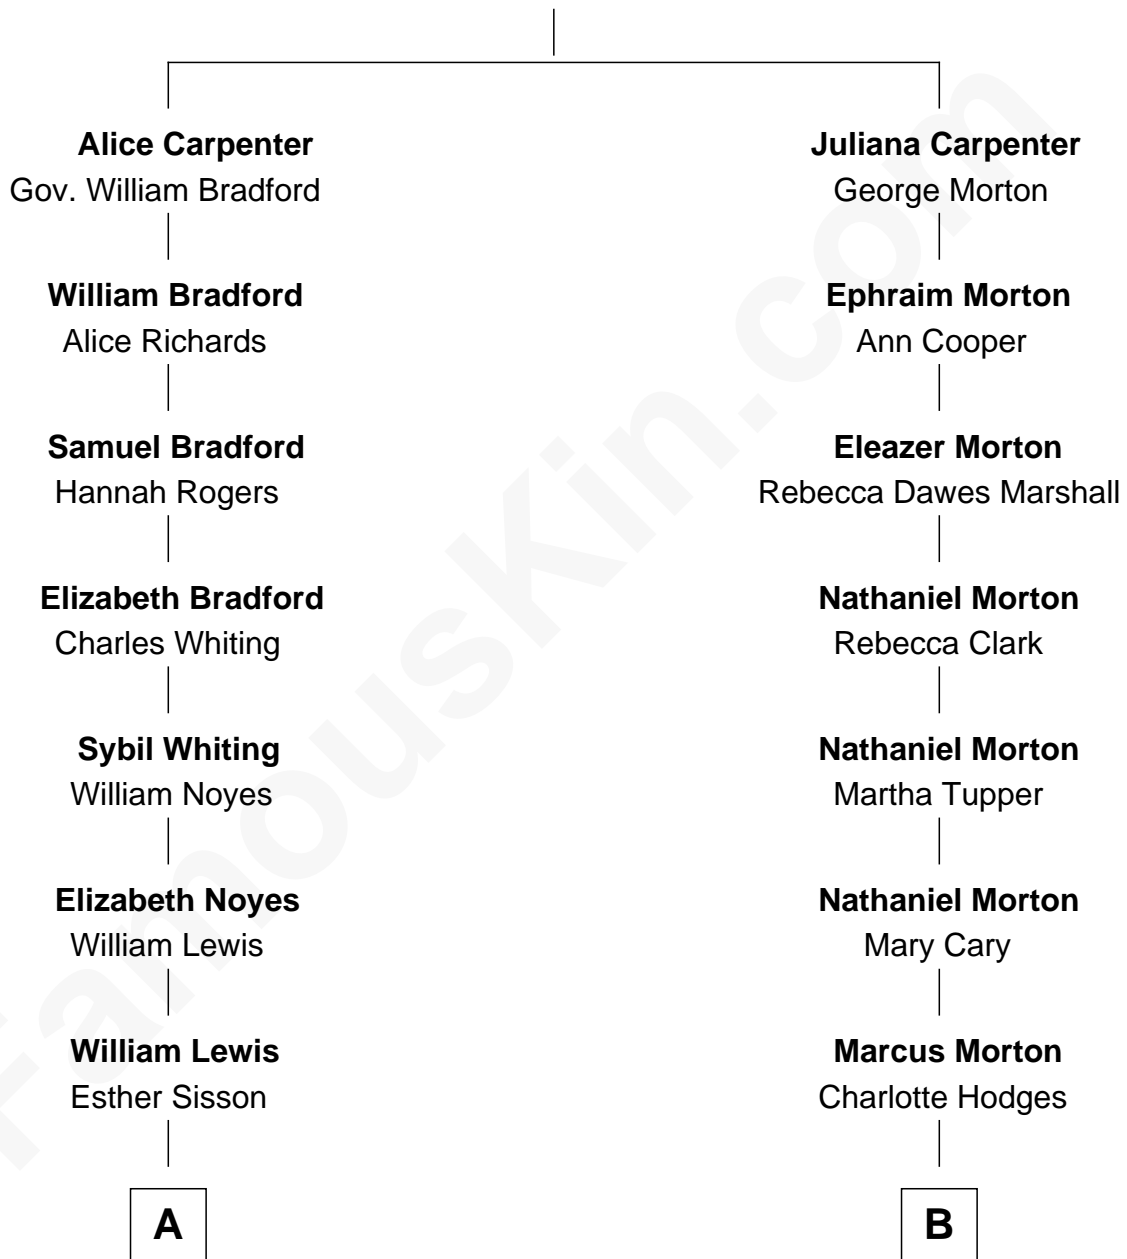 Alice Carpenter
Gov. William Bradford
William Bradford
Alice Richards
Samuel Bradford
Hannah Rogers
Elizabeth Bradford
Charles Whiting
Sybil Whiting
William Noyes
Elizabeth Noyes
William Lewis
William Lewis
Esther Sisson
A
Juliana Carpenter
George Morton
Ephraim Morton
Ann Cooper
Eleazer Morton
Rebecca Dawes Marshall
Nathaniel Morton
Rebecca Clark
Nathaniel Morton
Martha Tupper
Nathaniel Morton
Mary Cary
Marcus Morton
Charlotte Hodges
B
FamousKin.com